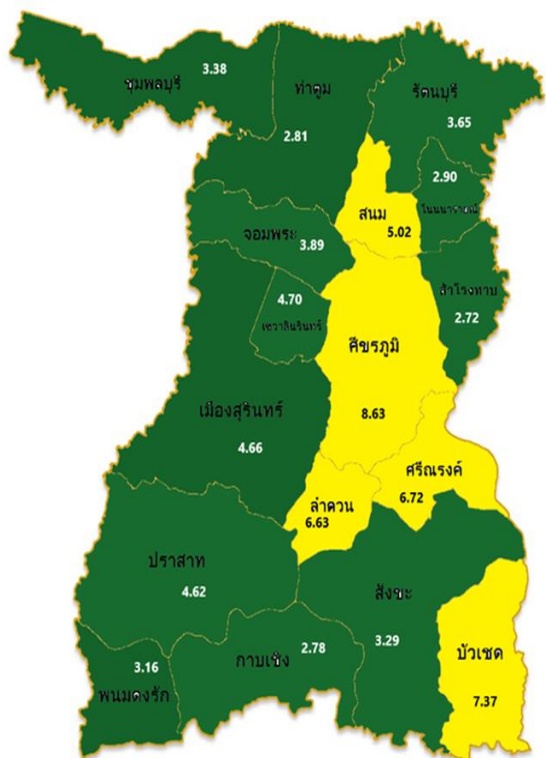 ชุมพลบุรี
3.38
ท่าตูม
2.81
รัตนบุรี
3.65
2.90
โนนนารายณ์
สนม
5.02
จอมพระ
3.89
สำโรงทาบ
2.72
4.70
เขวาสินรินทร์
ศีขรภูมิ
8.63
เมืองสุรินทร์
4.66
ศรีณรงค์
6.72
ลำดวน
6.63
ปราสาท
4.62
สังขะ
3.29
กาบเชิง
2.78
3.16
พนมดงรัก
บัวเชด
7.37